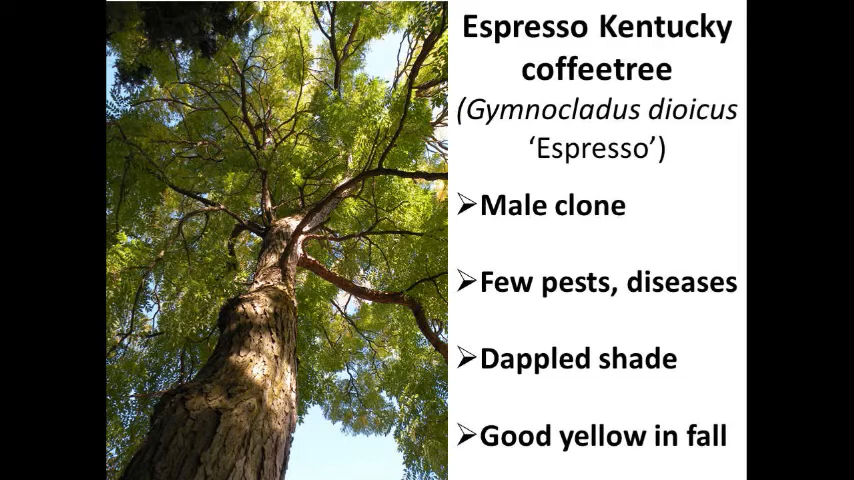 Espresso Kentucky
coffeetree
(Gymnocladus dioicus
‘Espresso’)
➢Male clone
➢Few pests, diseases
➢Dappled shade
➢Good yellow in fall